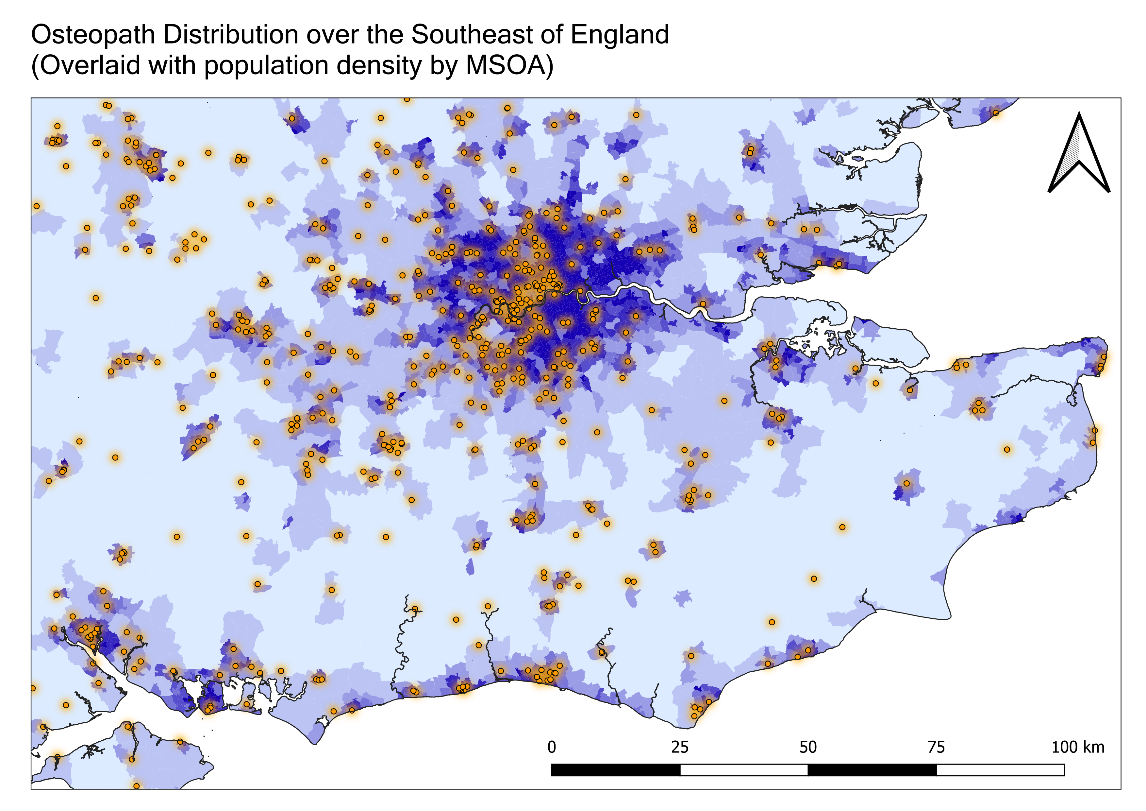 Osteopath Distribution over the Southeast of England
(Overlaid with population density by MSOA)
0 25 50 75 100 km